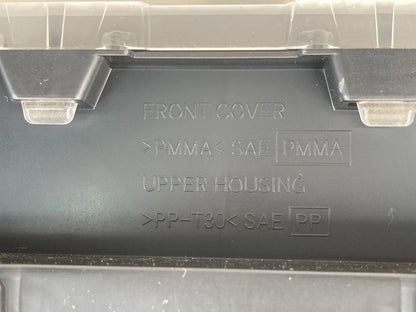 FRONT COVER
>PMMA< SAE PMMA
UPPER HOUSING
>PP-T30< SAE PP